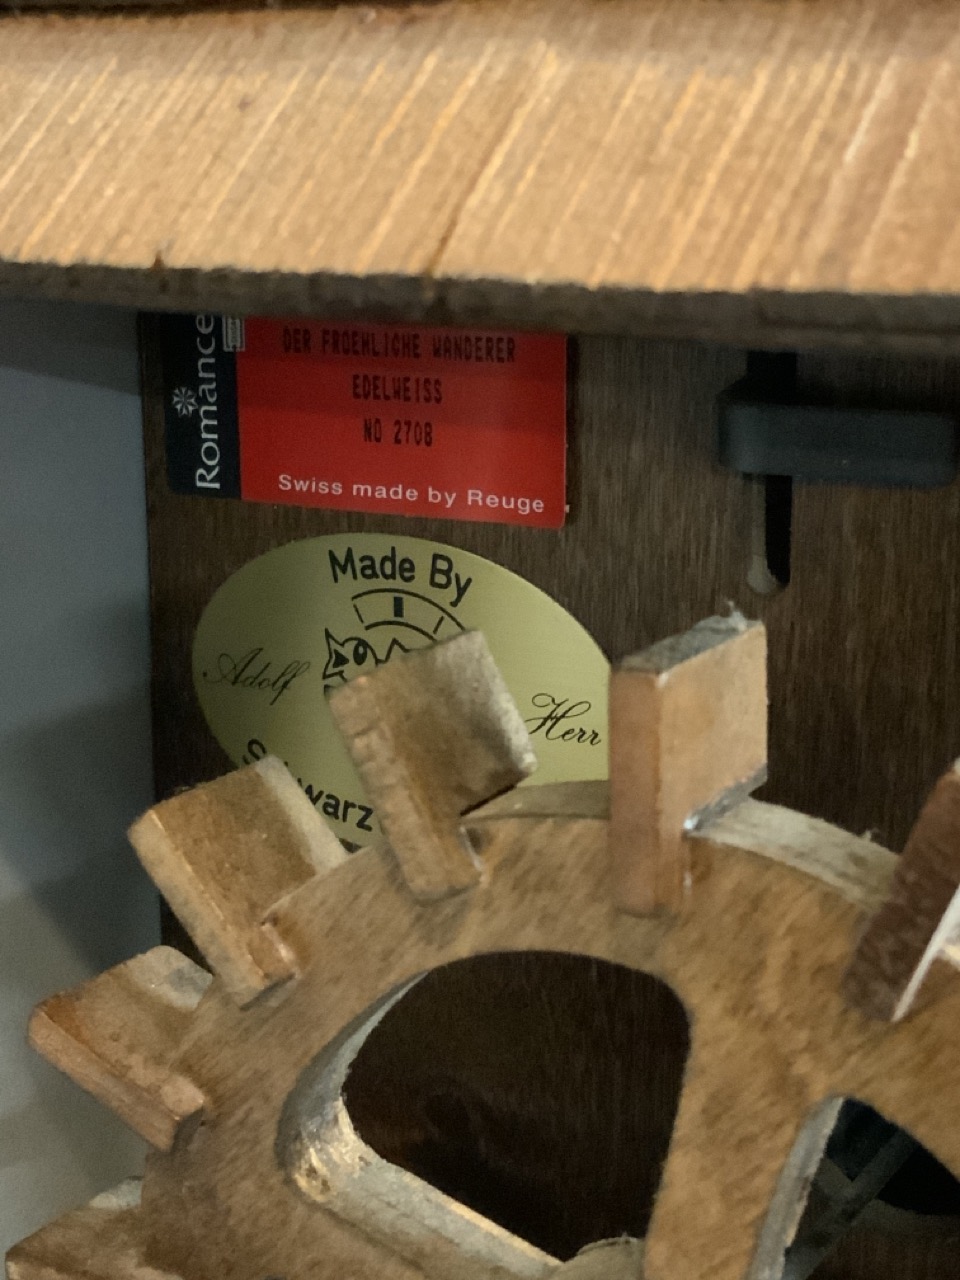 Romance
DER FROEHLICHE WANDERER
EDELWEISS
NO 2708
Swiss made by Reuge
Made By
Adolf
Herr